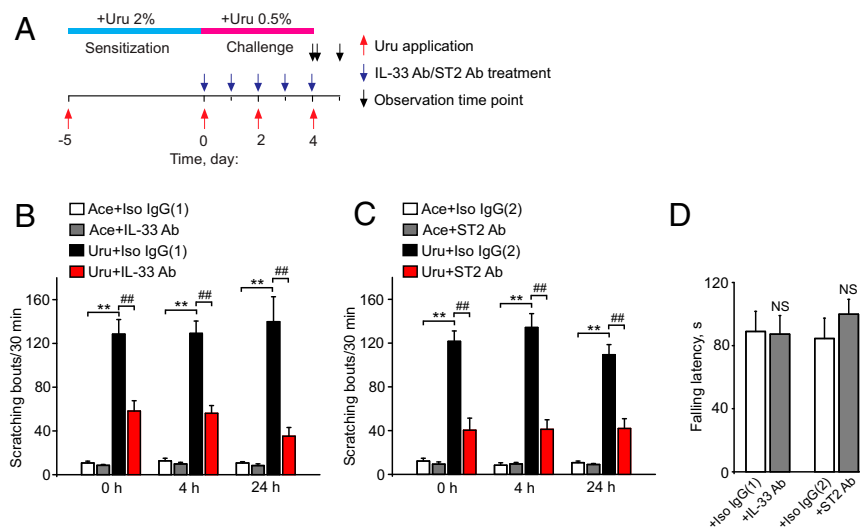 A
+Uru 2%
+Uru 0.5%
Sensitization
Challenge
Uru application
IL-33 Ab/ST2 Ab treatment
Observation time point
-5
0
2
4
Time, day:
B
Ace+Iso IgG(1)
Ace+IL-33 Ab
Uru+Iso IgG(1)
Uru+IL-33 Ab
Scratching bouts/30 min
160
120
80
40
0
**
##
**
##
**
##
0 h
4 h
24 h
C
Ace+Iso IgG(2)
Ace+ST2 Ab
Uru+Iso IgG(2)
Uru+ST2 Ab
Scratching bouts/30 min
160
120
80
40
0
**
##
**
##
**
##
0 h
4 h
24 h
D
Falling latency, s
120
80
40
0
NS
NS
+Iso IgG(1)
+IL-33 Ab
+Iso IgG(2)
+ST2 Ab